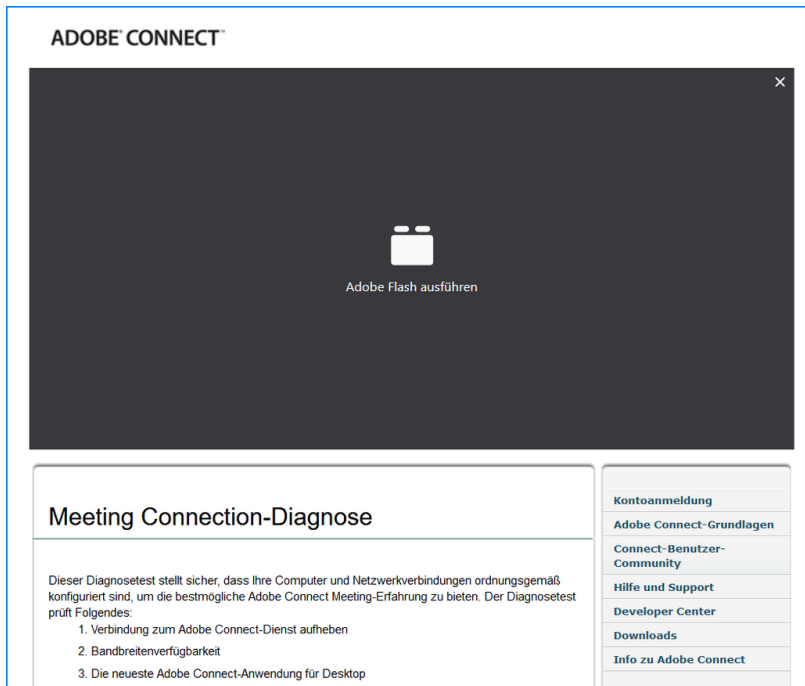 ADOBE® CONNECT™
Adobe Flash ausführen
Meeting Connection-Diagnose
Dieser Diagnosetest stellt sicher, dass Ihre Computer und Netzwerkverbindungen ordnungsgemäß
konfiguriert sind, um die bestmögliche Adobe Connect Meeting-Erfahrung zu bieten. Der Diagnosetest
prüft Folgendes:
1. Verbindung zum Adobe Connect-Dienst aufheben
2. Bandbreitenverfügbarkeit
3. Die neueste Adobe Connect-Anwendung für Desktop
Kontoanmeldung
Adobe Connect-Grundlagen
Connect-Benutzer-
Community
Hilfe und Support
Developer Center
Downloads
Info zu Adobe Connect